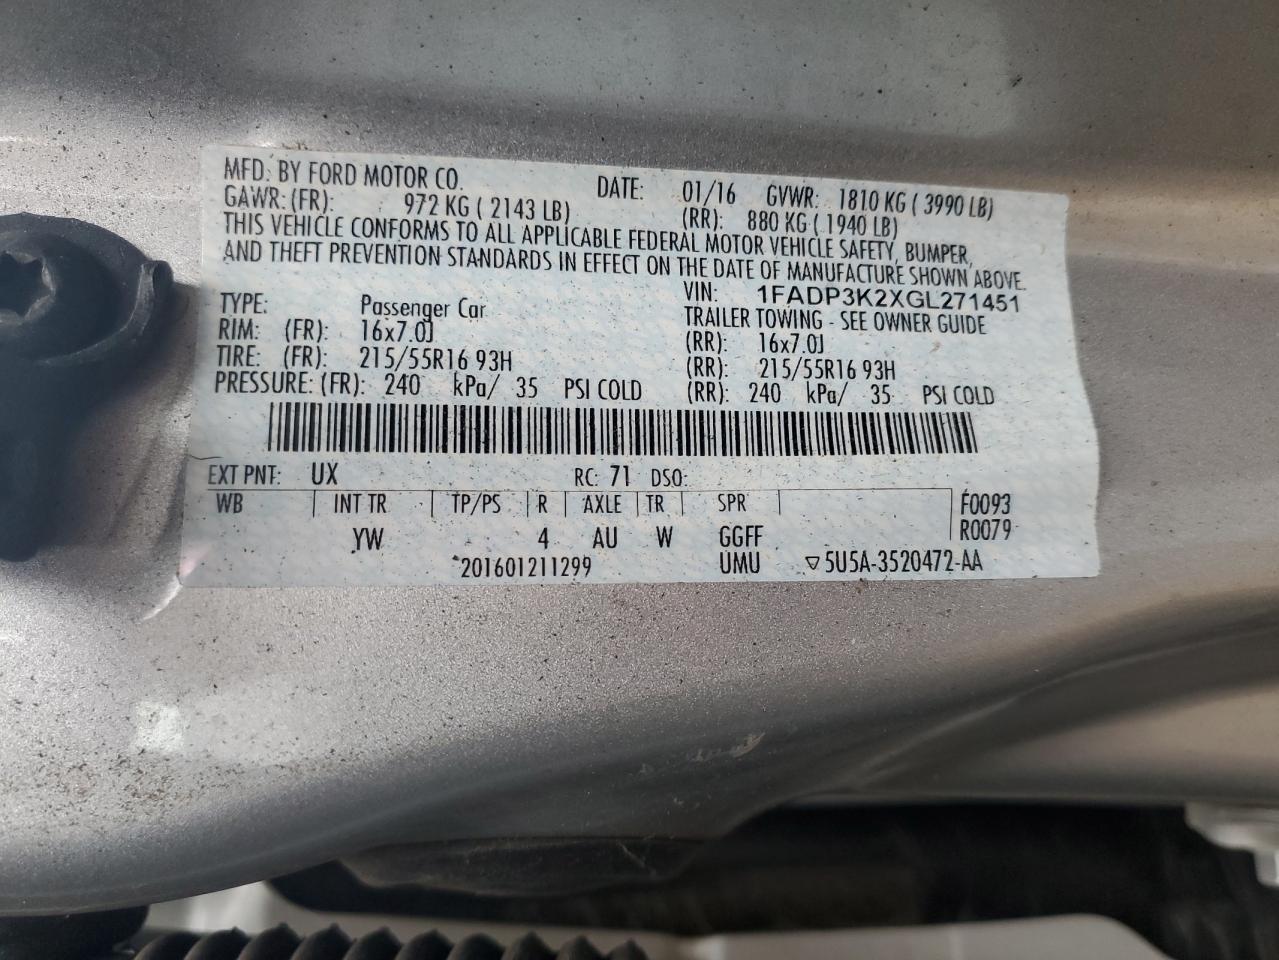 MFD. BY FORD MOTOR CO. DATE: 01/16 GVWR: 1810 KG ( 3990 LB)
GAWR: (FR): 972 KG ( 2143 LB) (RR): 880 KG ( 1940 LB)
THIS VEHICLE CONFORMS TO ALL APPLICABLE FEDERAL MOTOR VEHICLE SAFETY, BUMPER,
AND THEFT PREVENTION STANDARDS IN EFFECT ON THE DATE OF MANUFACTURE SHOWN ABOVE.
VIN: 1FADP3K2XGL271451
TYPE: Passenger Car TRAILER TOWING - SEE OWNER GUIDE
RIM: (FR): 16x7.0J (RR): 16x7.0J
TIRE: (FR): 215/55R16 93H (RR): 215/55R16 93H
PRESSURE: (FR): 240 kPa/ 35 PSI COLD (RR): 240 kPa/ 35 PSI COLD
EXT PNT: UX RC: 71 DSO:
WB INT TR TP/PS R AXLE TR SPR F0093
YW 4 AU W GGFF R0079
201601211299 UMU ▽5U5A-3520472-AA